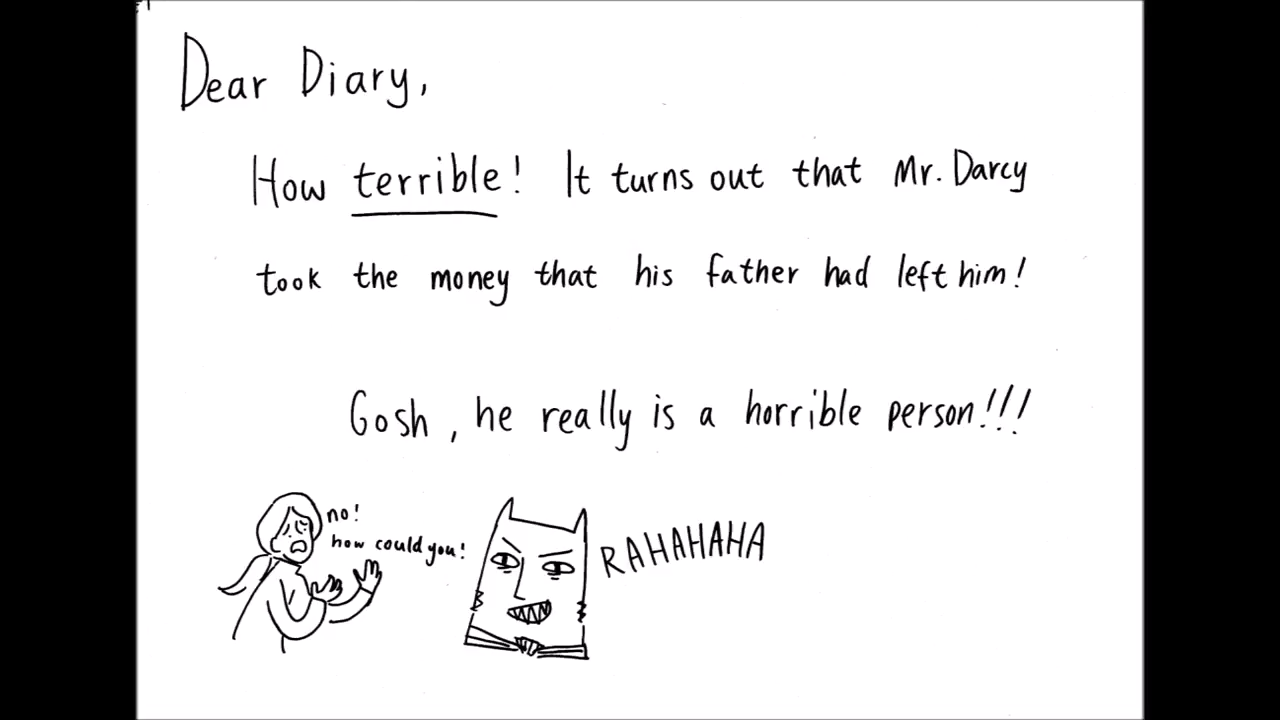 Dear Diary,
How terrible! It turns out that Mr. Darcy
took the money that his father had left him!
Gosh, he really is a horrible person!!!
no!
how could you!
RAHAHAHA